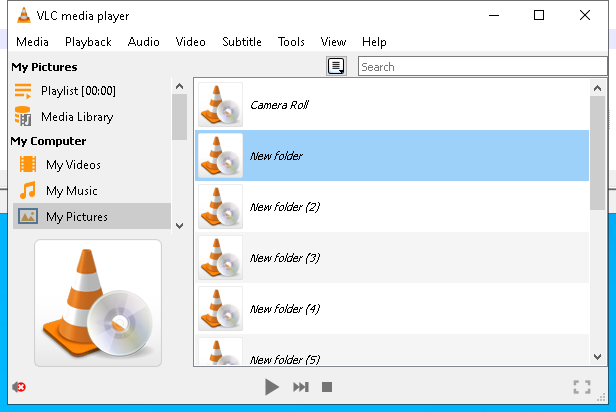 VLC media player
Media Playback Audio Video Subtitle Tools View Help
My Pictures
Search
Playlist [00:00]
Media Library
My Computer
My Videos
My Music
My Pictures
Camera Roll
New folder
New folder (2)
New folder (3)
New folder (4)
New folder (5)